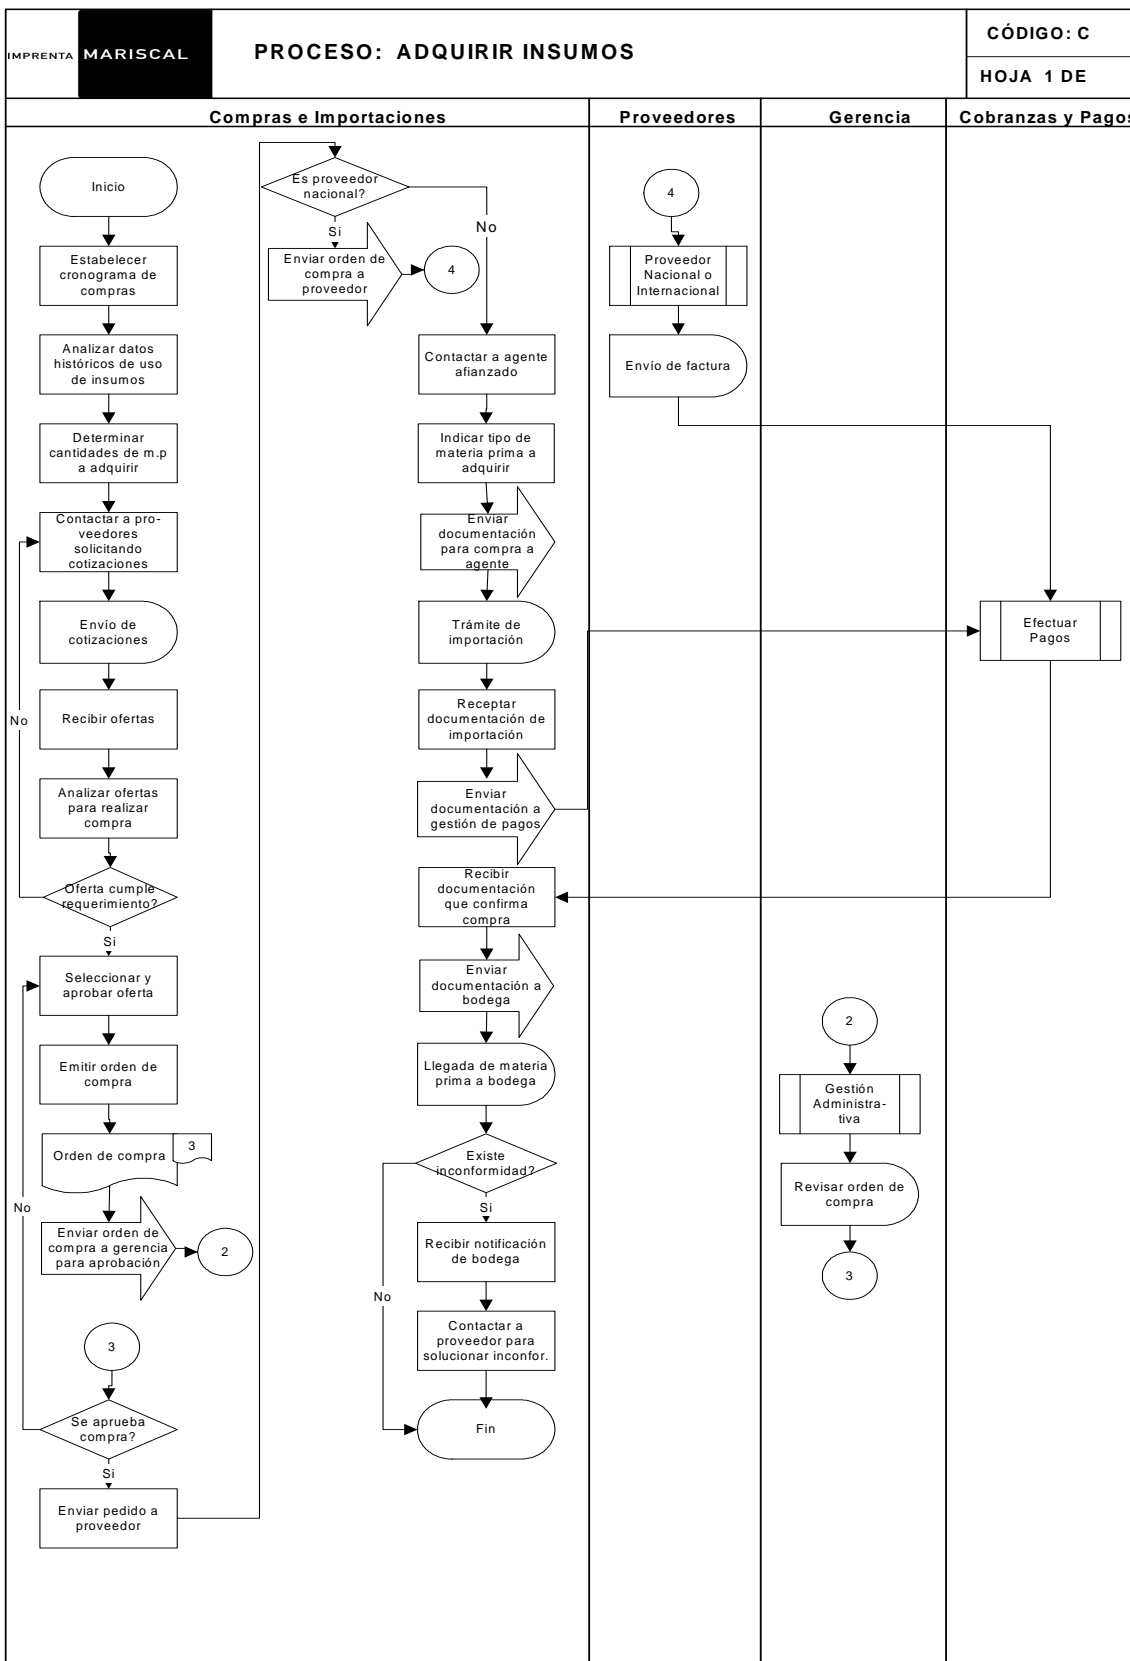 IMPRENTA MARISCAL
PROCESO: ADQUIRIR INSUMOS
CÓDIGO: C
HOJA 1 DE
Compras e Importaciones
Proveedores
Gerencia
Cobranzas y Pagos
Inicio
Estabelecer
cronograma de
compras
Analizar datos
históricos de uso
de insumos
Determinar
cantidades de m.p
a adquirir
Contactar a pro-
veedores
solicitando
cotizaciones
Envío de
cotizaciones
Recibir ofertas
No
Analizar ofertas
para realizar
compra
Oferta cumple
requerimiento?
Si
Seleccionar y
aprobar oferta
Emitir orden de
compra
Orden de compra
3
No
Enviar orden de
compra a gerencia
para aprobación
2
3
Se aprueba
compra?
Si
Enviar pedido a
proveedor
Es proveedor
nacional?
Si
No
Enviar orden de
compra a
proveedor
4
Contactar a agente
afianzado
Indicar tipo de
materia prima a
adquirir
Enviar
documentación
para compra a
agente
Trámite de
importación
Receptar
documentación de
importación
Enviar
documentación a
gestión de pagos
Recibir
documentación
que confirma
compra
Enviar
documentación a
bodega
Llegada de materia
prima a bodega
Existe
inconformidad?
Si
No
Recibir notificación
de bodega
Contactar a
proveedor para
solucionar inconfor.
Fin
4
Proveedor
Nacional o
Internacional
Envío de factura
2
Gestión
Administra-
tiva
Revisar orden de
compra
3
Efectuar
Pagos